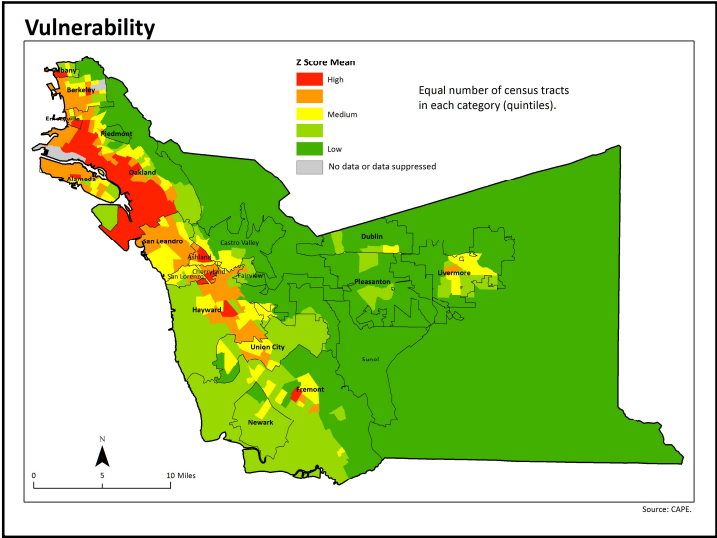 Vulnerability
Z Score Mean
High
Medium
Low
No data or data suppressed
Equal number of census tracts
in each category (quintiles).
Albany
Berkeley
Piedmont
Oakland
Alameda
San Leandro
Castro Valley
Ashland
Cherryland
San Lorenzo
Fairview
Dublin
Pleasanton
Livermore
Hayward
Union City
Sunol
Fremont
Newark
N
0 5 10 Miles
Source: CAPE.